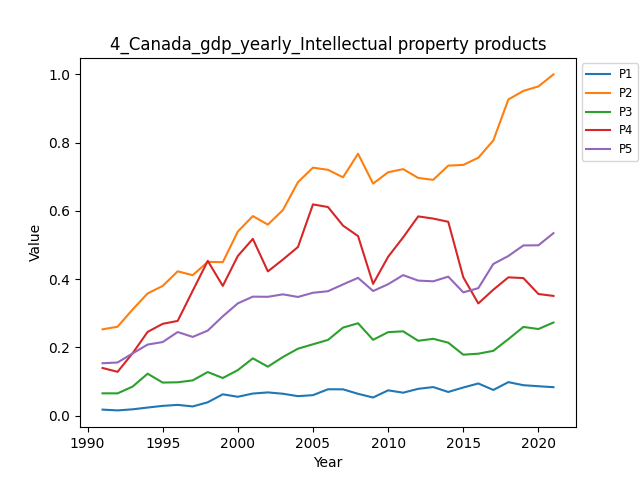 4_Canada_gdp_yearly_Intellectual property products
P1
P2
P3
P4
P5
1.0
0.8
0.6
0.4
0.2
0.0
Value
1990 1995 2000 2005 2010 2015 2020
Year